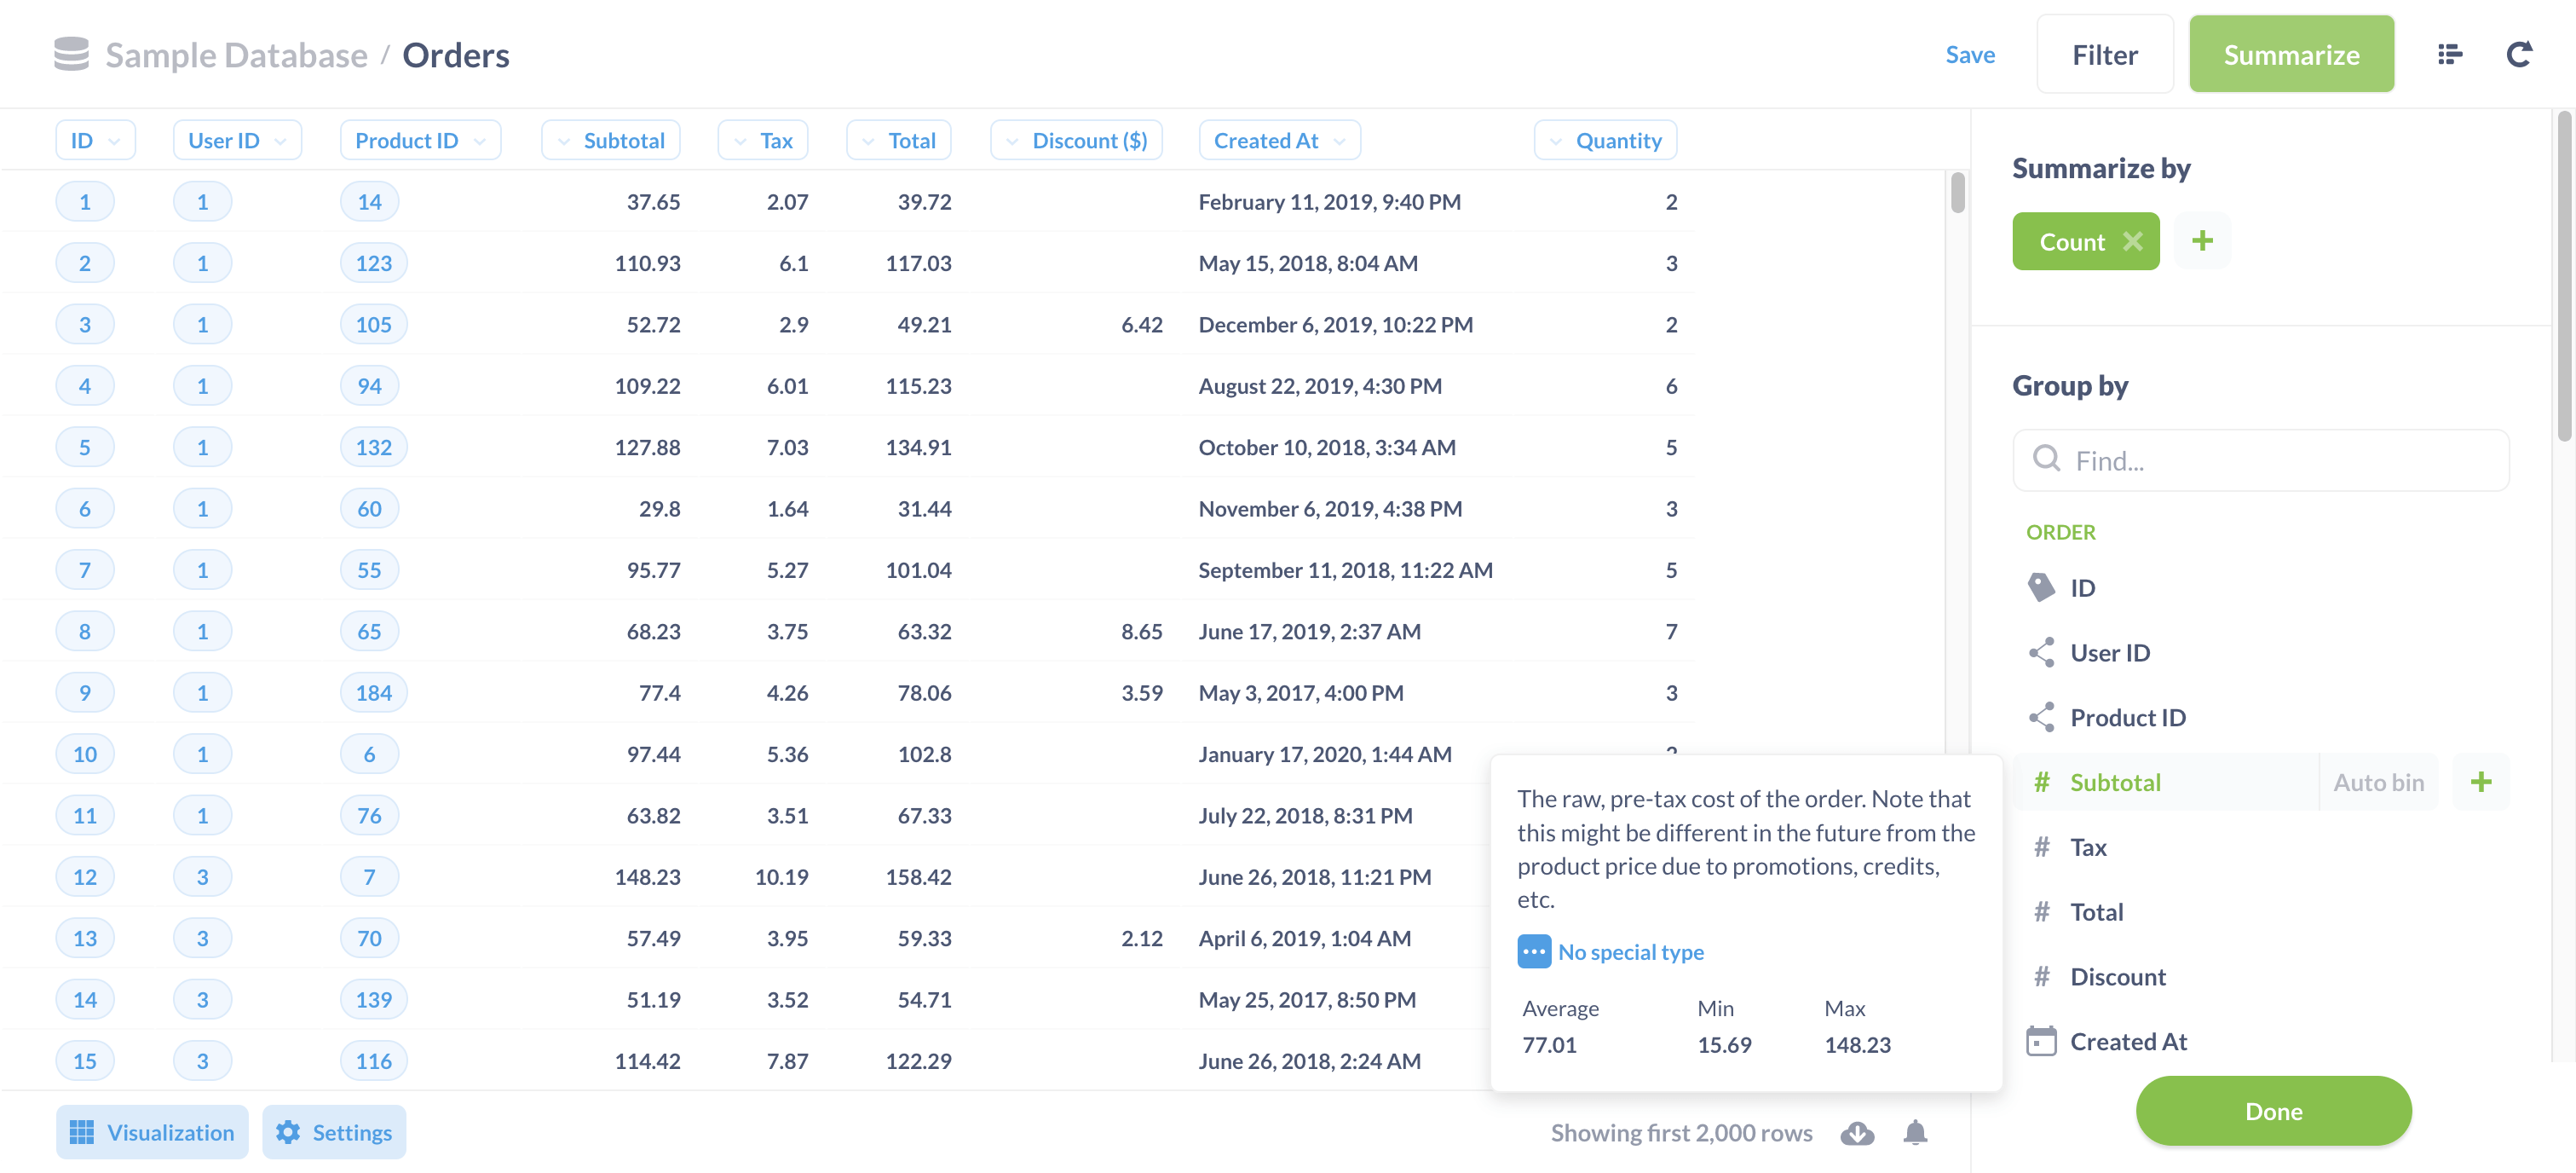 Sample Database / Orders
Save
Filter
Summarize
ID User ID Product ID Subtotal Tax Total Discount ($) Created At Quantity
1 1 14 37.65 2.07 39.72 February 11, 2019, 9:40 PM 2
2 1 123 110.93 6.1 117.03 May 15, 2018, 8:04 AM 3
3 1 105 52.72 2.9 49.21 6.42 December 6, 2019, 10:22 PM 2
4 1 94 109.22 6.01 115.23 August 22, 2019, 4:30 PM 6
5 1 132 127.88 7.03 134.91 October 10, 2018, 3:34 AM 5
6 1 60 29.8 1.64 31.44 November 6, 2019, 4:38 PM 3
7 1 55 95.77 5.27 101.04 September 11, 2018, 11:22 AM 5
8 1 65 68.23 3.75 63.32 8.65 June 17, 2019, 2:37 AM 7
9 1 184 77.4 4.26 78.06 3.59 May 3, 2017, 4:00 PM 3
10 1 6 97.44 5.36 102.8 January 17, 2020, 1:44 AM
11 1 76 63.82 3.51 67.33 July 22, 2018, 8:31 PM
12 3 7 148.23 10.19 158.42 June 26, 2018, 11:21 PM
13 3 70 57.49 3.95 59.33 2.12 April 6, 2019, 1:04 AM
14 3 139 51.19 3.52 54.71 May 25, 2017, 8:50 PM
15 3 116 114.42 7.87 122.29 June 26, 2018, 2:24 AM
The raw, pre-tax cost of the order. Note that
this might be different in the future from the
product price due to promotions, credits,
etc.
No special type
Average Min Max
77.01 15.69 148.23
Visualization
Settings
Showing first 2,000 rows
Summarize by
Count
Group by
Find...
ORDER
ID
User ID
Product ID
# Subtotal Auto bin +
# Tax
# Total
# Discount
Created At
Done